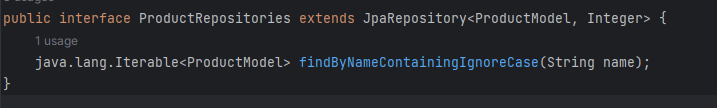 public interface ProductRepositories extends JpaRepository<ProductModel, Integer> {
1 usage
java.lang.Iterable<ProductModel> findByNameContainingIgnoreCase(String name);
}